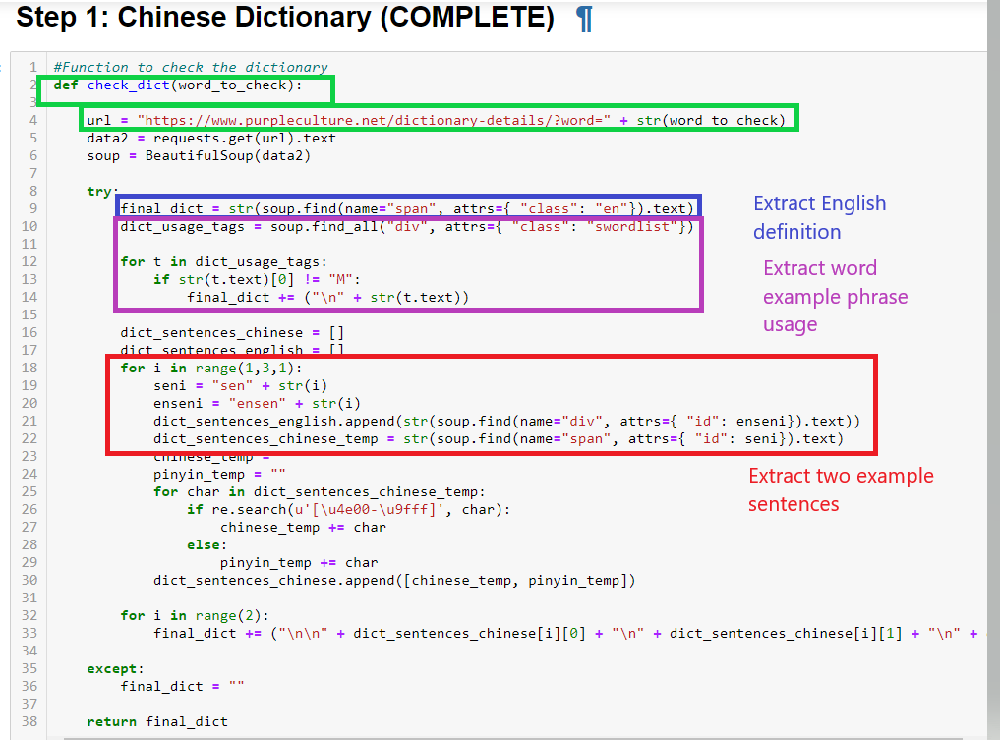 Step 1: Chinese Dictionary (COMPLETE) ¶
1 #Function to check the dictionary
2 def check_dict(word_to_check):
3
4 url = "https://www.purpleculture.net/dictionary-details/?word=" + str(word_to_check)
5 data2 = requests.get(url).text
6 soup = BeautifulSoup(data2)
7
8 try:
9 final_dict = str(soup.find(name="span", attrs={ "class": "en"}).text)
10 dict_usage_tags = soup.find_all("div", attrs={ "class": "swordlist"})
11
12 for t in dict_usage_tags:
13 if str(t.text)[0] != "M":
14 final_dict += ("\n" + str(t.text))
15
16 dict_sentences_chinese = []
17 dict_sentences_english = []
18 for i in range(1,3,1):
19 seni = "sen" + str(i)
20 enseni = "ensen" + str(i)
21 dict_sentences_english.append(str(soup.find(name="div", attrs={ "id": enseni}).text))
22 dict_sentences_chinese_temp = str(soup.find(name="span", attrs={ "id": seni}).text)
23 chinese_temp =
24 pinyin_temp = ""
25 for char in dict_sentences_chinese_temp:
26 if re.search(u'[\u4e00-\u9fff]', char):
27 chinese_temp += char
28 else:
29 pinyin_temp += char
30 dict_sentences_chinese.append([chinese_temp, pinyin_temp])
31
32 for i in range(2):
33 final_dict += ("\n\n" + dict_sentences_chinese[i][0] + "\n" + dict_sentences_chinese[i][1] + "\n" +
34
35 except:
36 final_dict = ""
37
38 return final_dict
Extract English
definition
Extract word
example phrase
usage
Extract two example
sentences